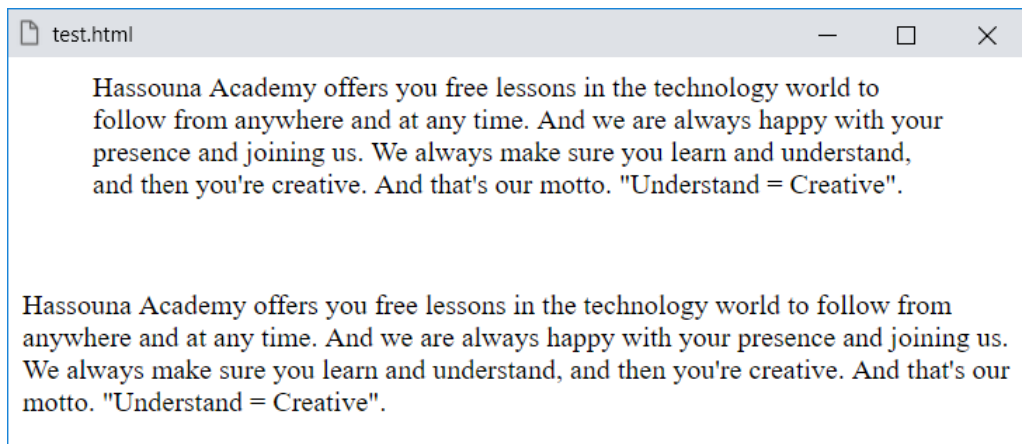 test.html
Hassouna Academy offers you free lessons in the technology world to
follow from anywhere and at any time. And we are always happy with your
presence and joining us. We always make sure you learn and understand,
and then you're creative. And that's our motto. "Understand = Creative".
Hassouna Academy offers you free lessons in the technology world to follow from
anywhere and at any time. And we are always happy with your presence and joining us.
We always make sure you learn and understand, and then you're creative. And that's our
motto. "Understand = Creative".